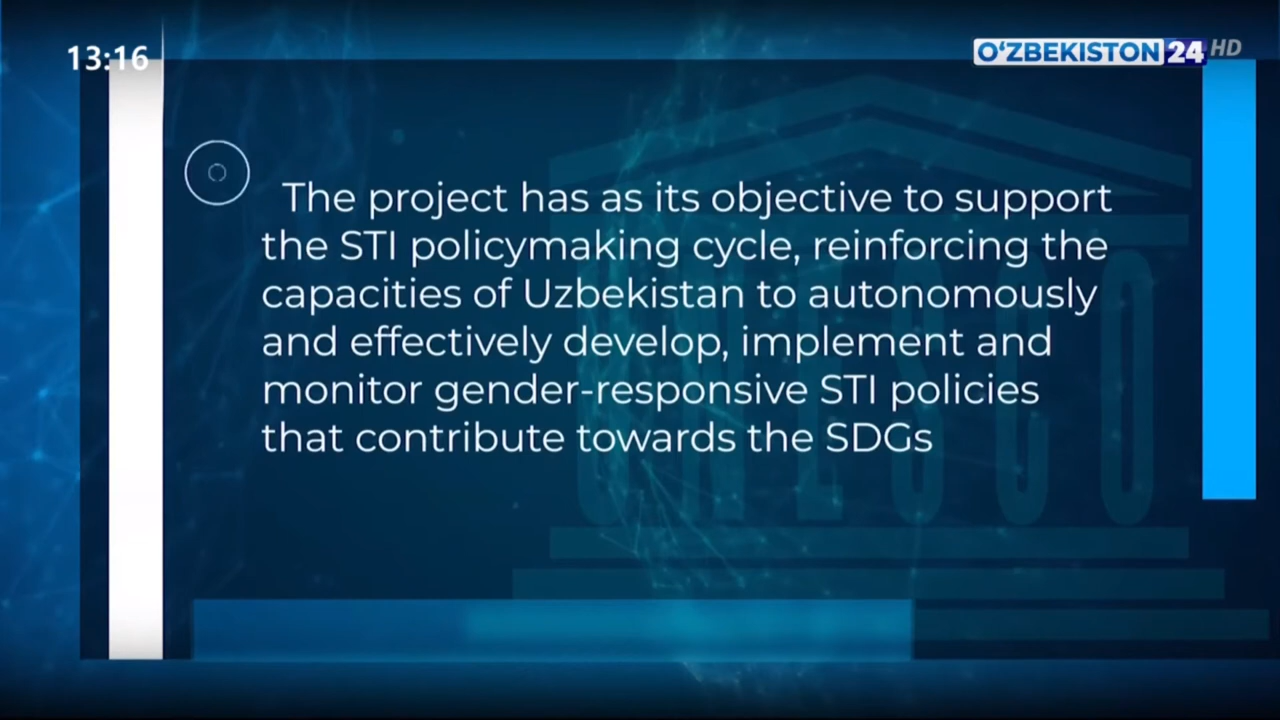 13:16
O‘ZBEKISTON 24 HD
The project has as its objective to support
the STI policymaking cycle, reinforcing the
capacities of Uzbekistan to autonomously
and effectively develop, implement and
monitor gender-responsive STI policies
that contribute towards the SDGs
UNESCO